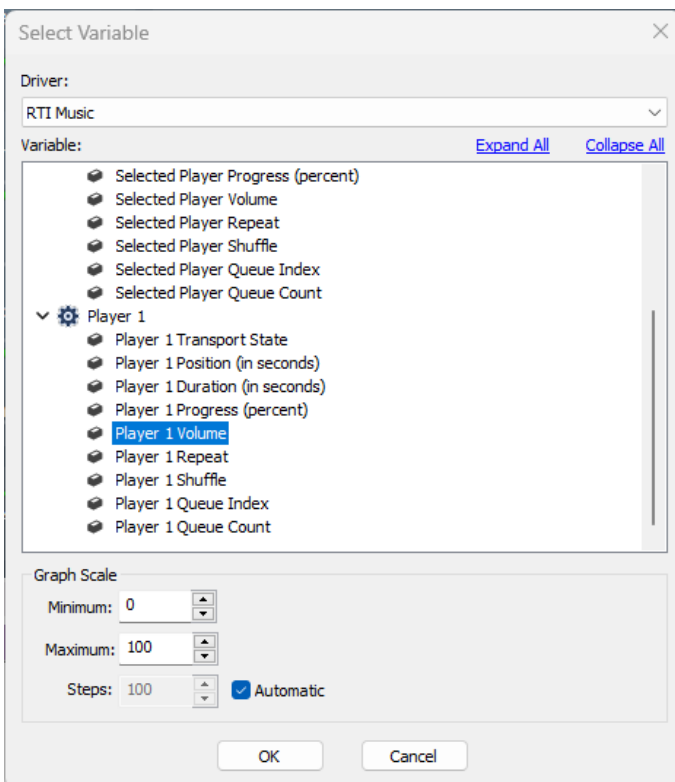 Select Variable
Driver:
RTI Music
Variable: Expand All Collapse All
Selected Player Progress (percent)
Selected Player Volume
Selected Player Repeat
Selected Player Shuffle
Selected Player Queue Index
Selected Player Queue Count
Player 1
Player 1 Transport State
Player 1 Position (in seconds)
Player 1 Duration (in seconds)
Player 1 Progress (percent)
Player 1 Volume
Player 1 Repeat
Player 1 Shuffle
Player 1 Queue Index
Player 1 Queue Count
Graph Scale
Minimum: 0
Maximum: 100
Steps: 100 Automatic
OK Cancel